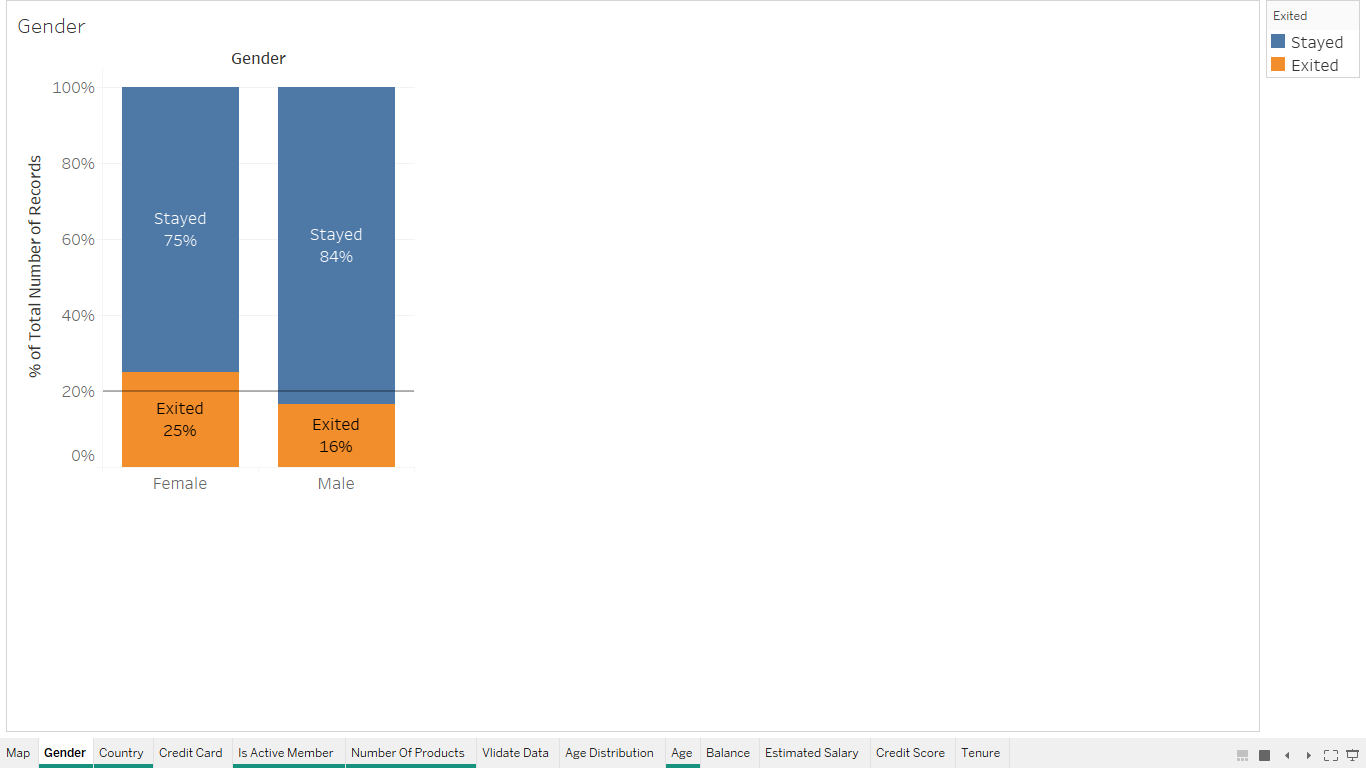 Gender
Gender
100%
80%
60%
40%
20%
0%
% of Total Number of Records
Stayed
75%
Exited
25%
Stayed
84%
Exited
16%
Female
Male
Exited
Stayed
Exited
Map Gender Country Credit Card Is Active Member Number Of Products Vlidate Data Age Distribution Age Balance Estimated Salary Credit Score Tenure